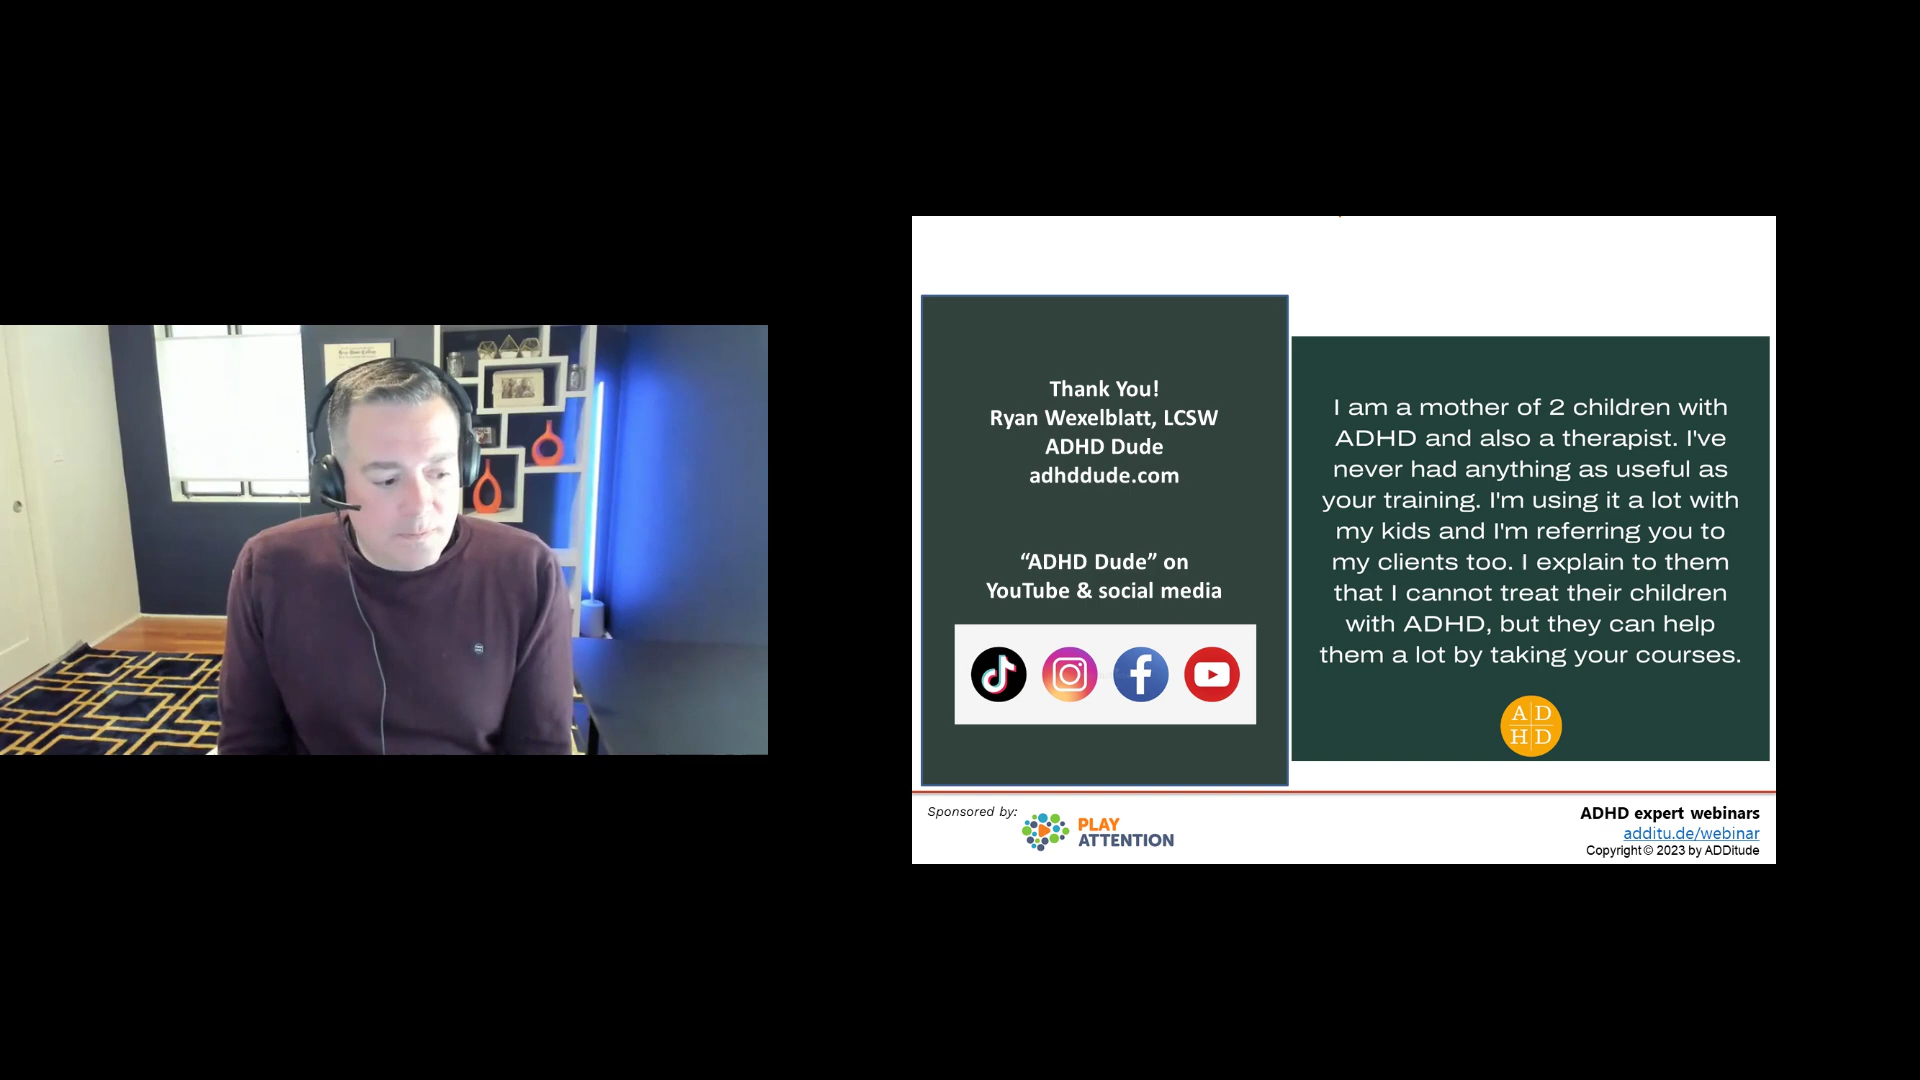 Thank You!
Ryan Wexelblatt, LCSW
ADHD Dude
adhddude.com
“ADHD Dude” on
YouTube & social media
I am a mother of 2 children with
ADHD and also a therapist. I've
never had anything as useful as
your training. I'm using it a lot with
my kids and I'm referring you to
my clients too. I explain to them
that I cannot treat their children
with ADHD, but they can help
them a lot by taking your courses.
A D
H D
Sponsored by:
PLAY
ATTENTION
ADHD expert webinars
additu.de/webinar
Copyright © 2023 by ADDitude